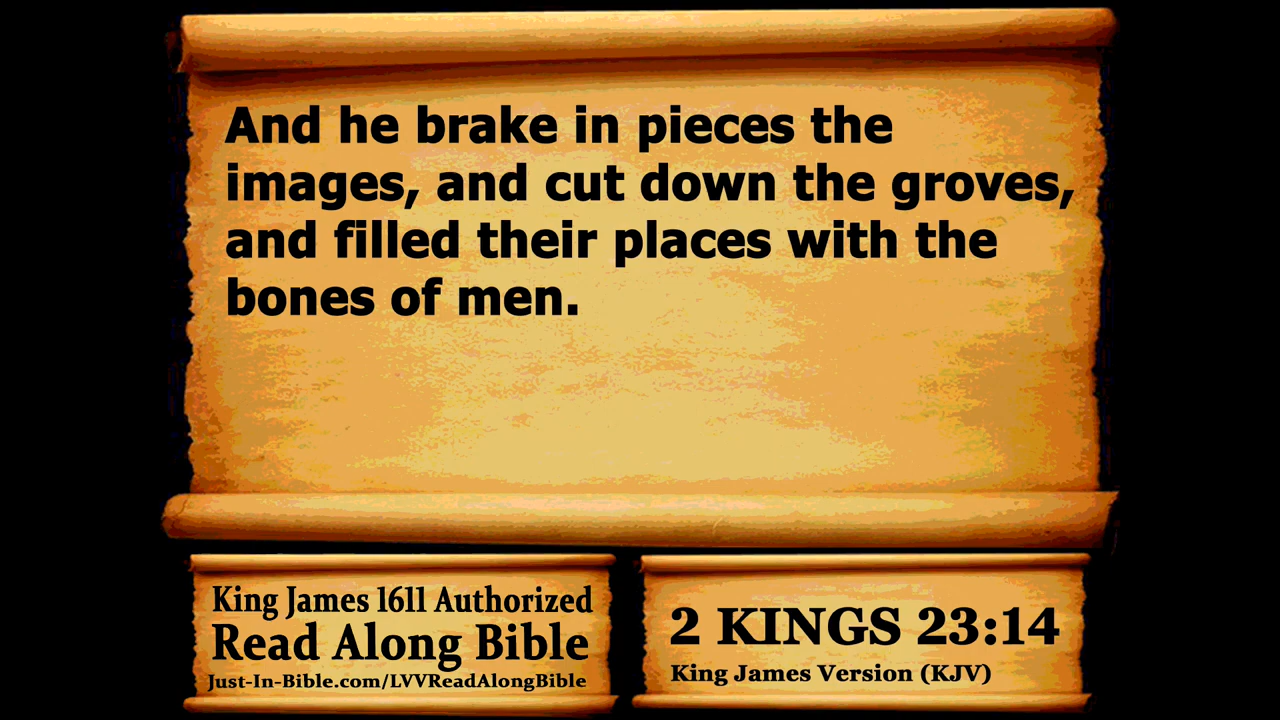 And he brake in pieces the
images, and cut down the groves,
and filled their places with the
bones of men.
King James 1611 Authorized
Read Along Bible
Just-In-Bible.com/LVVReadAlongBible
2 KINGS 23:14
King James Version (KJV)